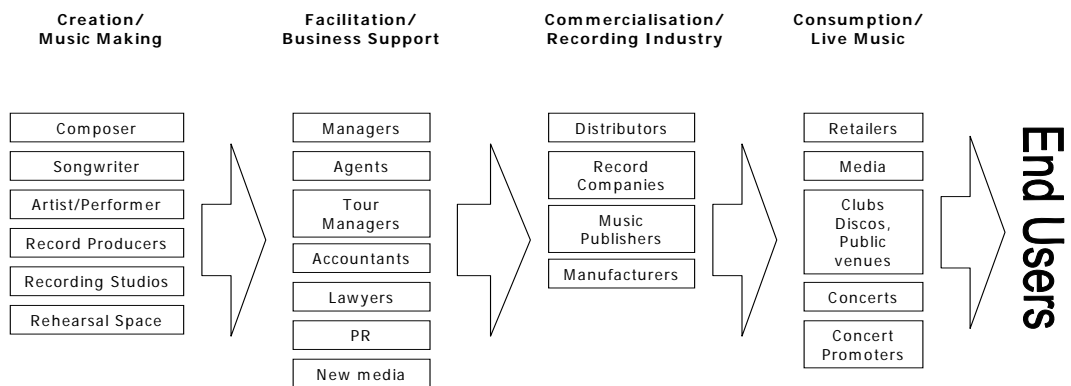 Creation/
Music Making
Facilitation/
Business Support
Commercialisation/
Recording Industry
Consumption/
Live Music
Composer
Songwriter
Artist/Performer
Record Producers
Recording Studios
Rehearsal Space
Managers
Agents
Tour
Managers
Accountants
Lawyers
PR
New media
Distributors
Record
Companies
Music
Publishers
Manufacturers
Retailers
Media
Clubs
Discos,
Public
venues
Concerts
Concert
Promoters
End Users